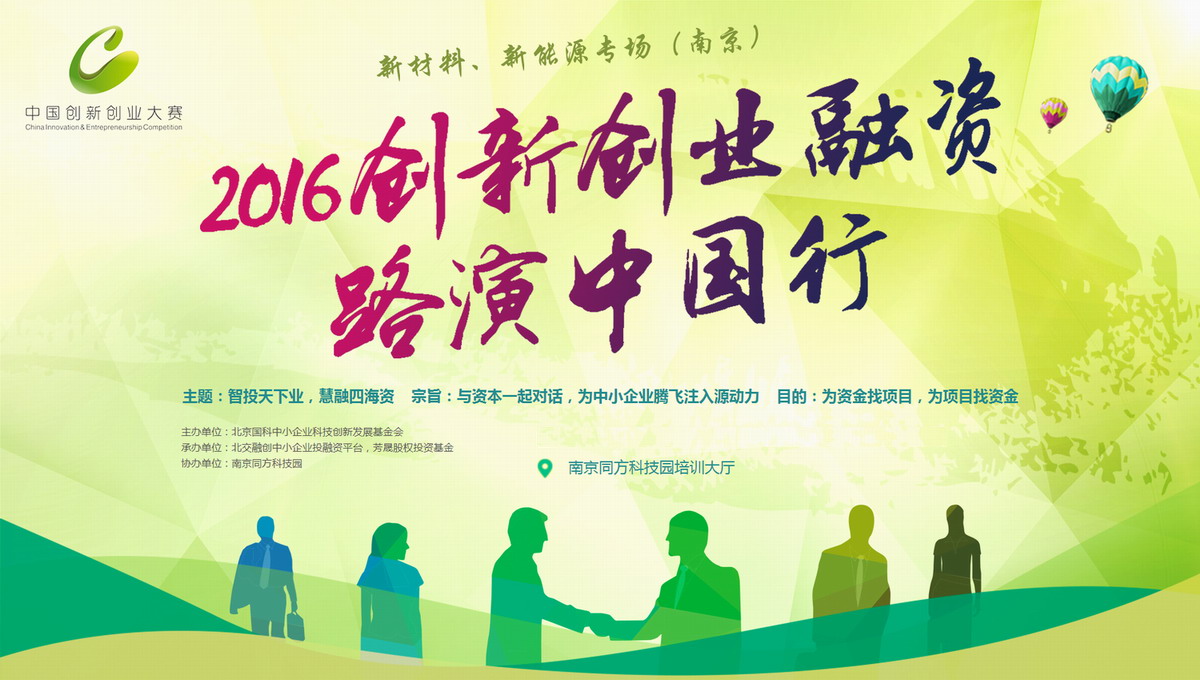 中国创新创业大赛
China Innovation & Entrepreneurship Competition
新材料、新能源专场（南京）
2016创新创业融资
路演中国行
主题：智投天下业，慧融四海资 宗旨：与资本一起对话，为中小企业腾飞注入源动力 目的：为资金找项目，为项目找资金
主办单位：北京国科中小企业科技创新发展基金会
承办单位：北交融创中小企业投融资平台，芳晟股权投资基金
协办单位：南京同方科技园
南京同方科技园培训大厅